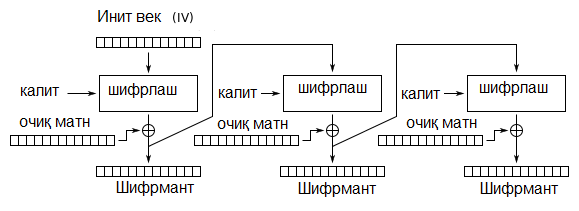 Инит век (IV)
шифрлаш шифрлаш шифрлаш
калит калит калит
очиқ матн очиқ матн очиқ матн
Шифрмант Шифрмант Шифрмант